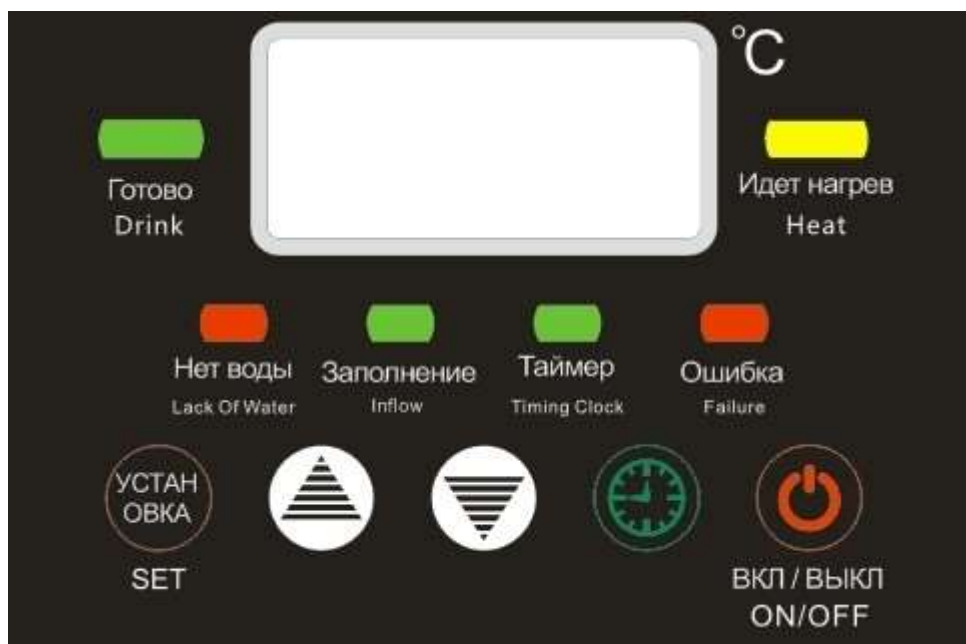 °C
Готово
Drink
Идет нагрев
Heat
Нет воды
Lack Of Water
Заполнение
Inflow
Таймер
Timing Clock
Ошибка
Failure
УСТАН
ОВКА
SET
ВКЛ / ВЫКЛ
ON/OFF